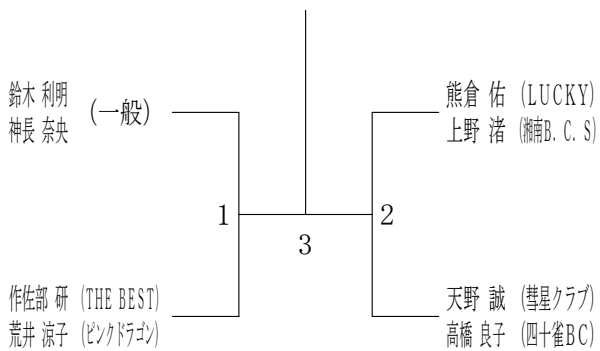 鈴木 利明
神長 奈央
(一般)
熊倉 佑 (LUCKY)
上野 渚 (湘南B.C.S)
1
2
3
作佐部 研 (THE BEST)
荒井 涼子 (ピンクドラゴン)
天野 誠 (彗星クラブ)
高橋 良子 (四十雀BC)